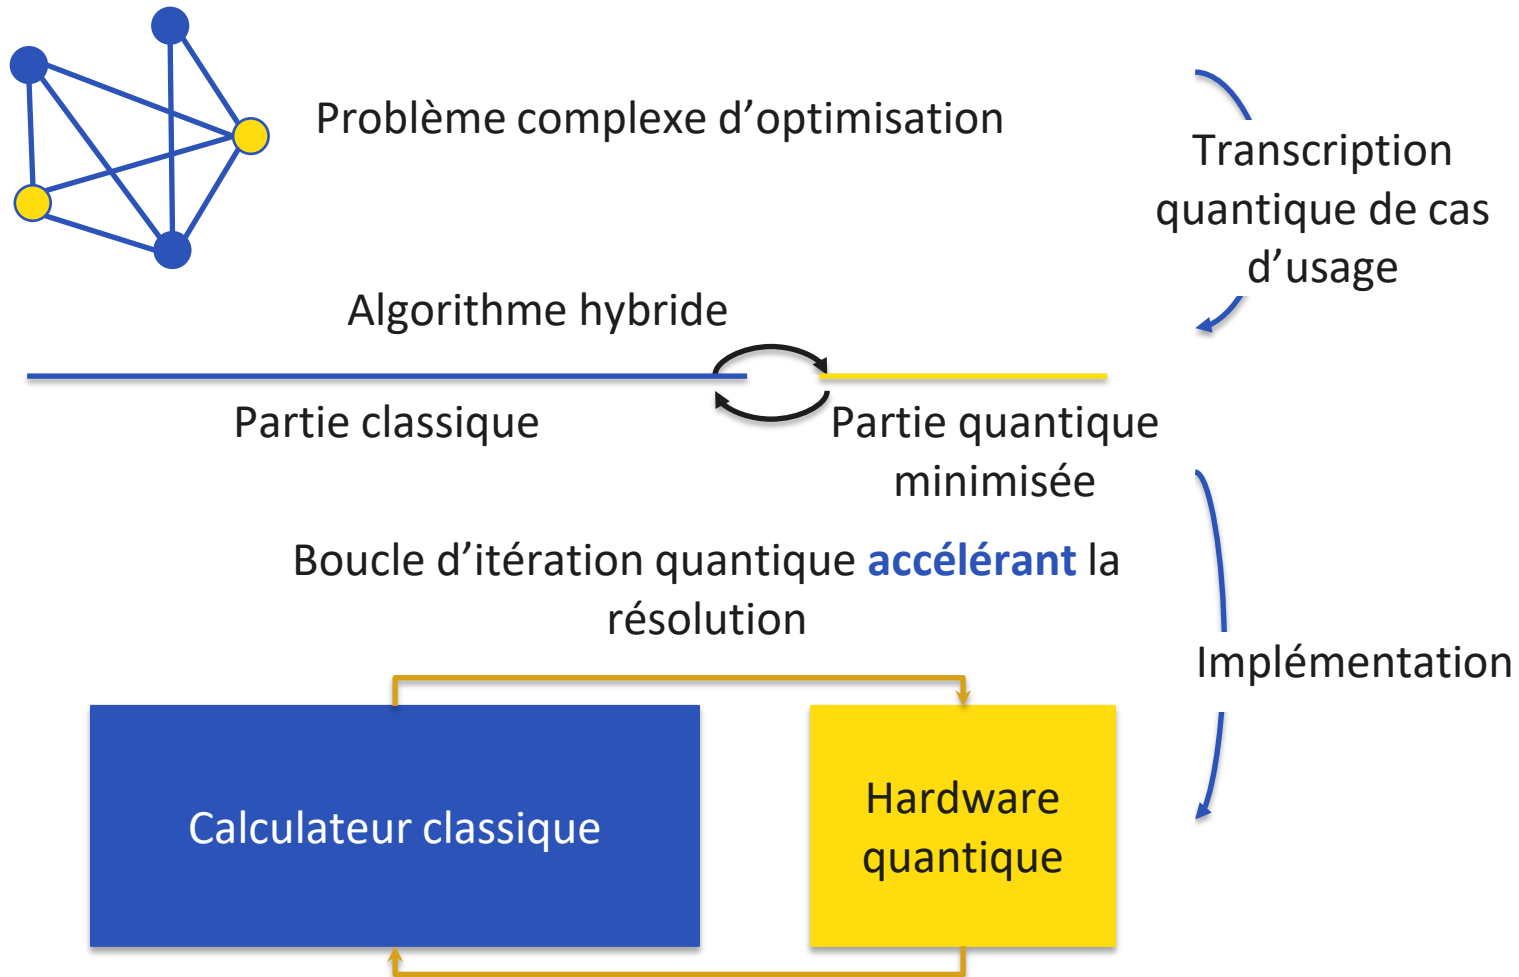 Problème complexe d’optimisation
Transcription
quantique de cas
d’usage
Algorithme hybride
Partie classique
Partie quantique
minimisée
Boucle d’itération quantique accélérant la
résolution
Implémentation
Calculateur classique
Hardware
quantique